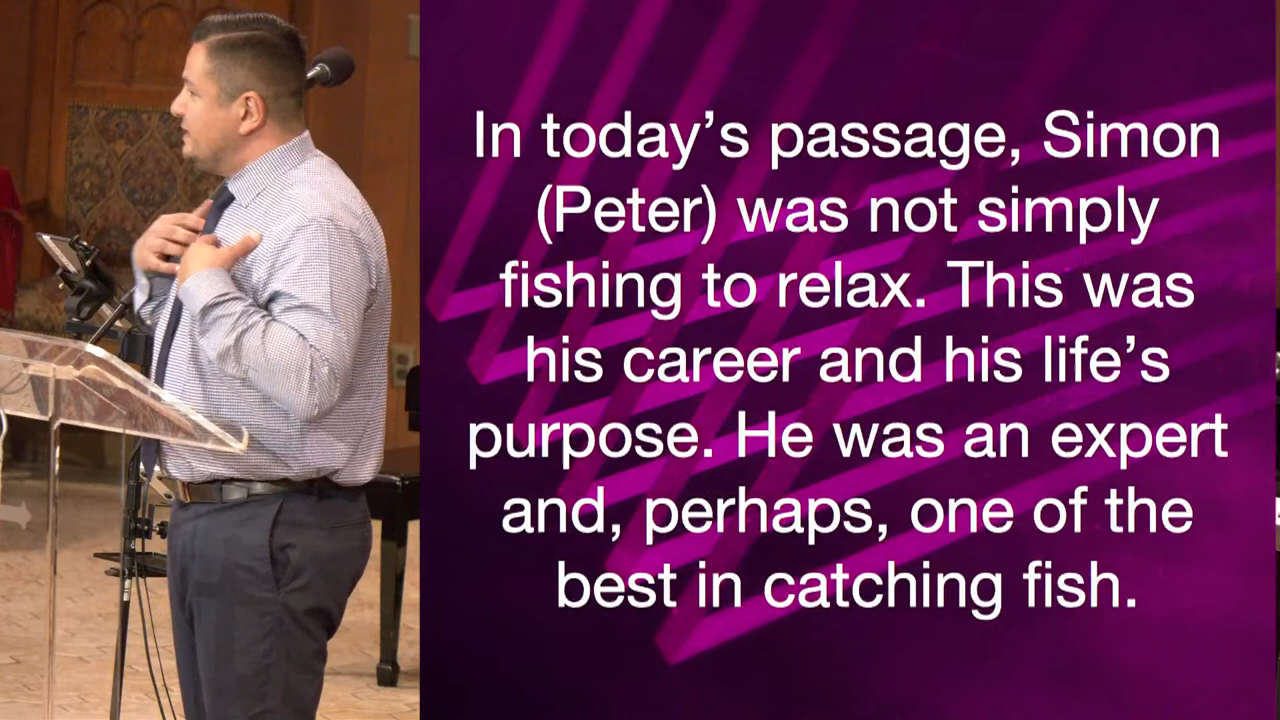 In today’s passage, Simon
(Peter) was not simply
fishing to relax. This was
his career and his life’s
purpose. He was an expert
and, perhaps, one of the
best in catching fish.